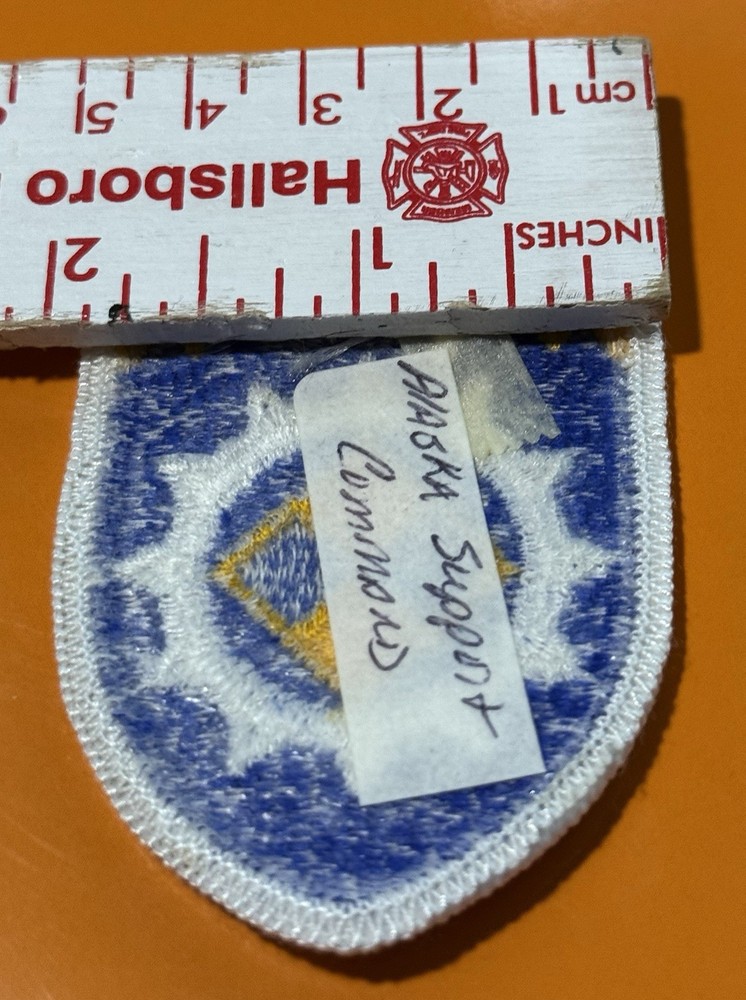 cm 1 2 3 4 5
Hallsboro
INCHES 1 2
Alaska Support
Command